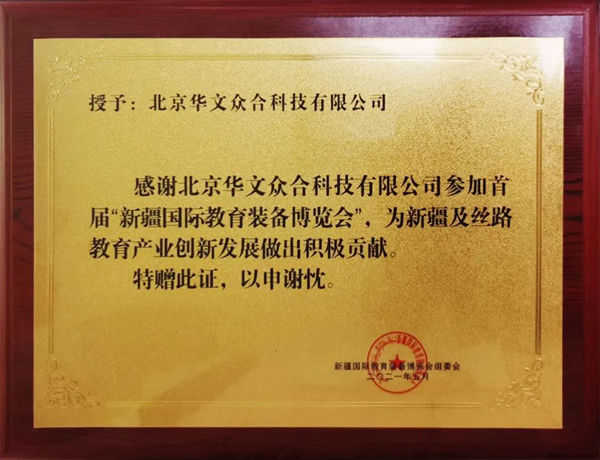 授予：北京华文众合科技有限公司
感谢北京华文众合科技有限公司参加首
届“新疆国际教育装备博览会”，为新疆及丝路
教育产业创新发展做出积极贡献。
特赠此证，以申谢忱。
新疆国际教育装备博览会组委会
二〇二一年五月